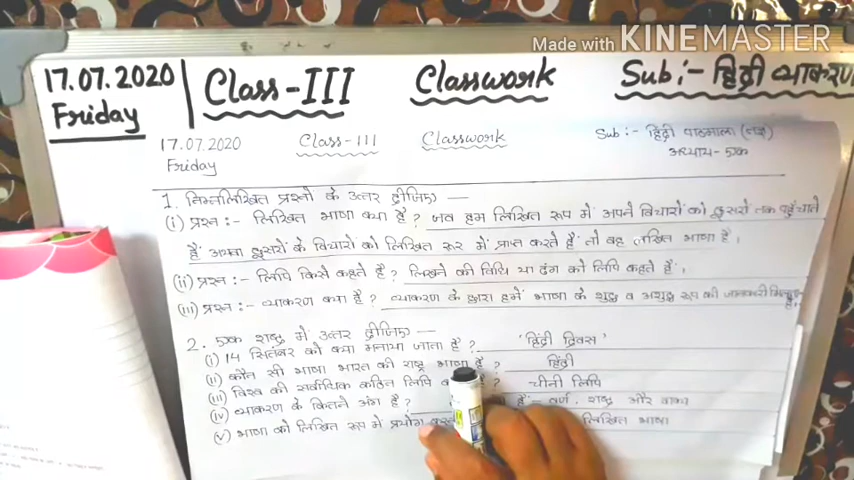 Made with KINEMASTER
17.07.2020 Class-III Classwork Sub:- हिंदी व्याकरण
Friday
17.07.2020 Class-III Classwork Sub:- हिंदी पाठमाला
Friday अध्याय- एक
1. निम्नलिखित प्रश्नों के उत्तर दीजिए —
(i) प्रश्न :- लिखित भाषा क्या है? जब हम लिखित रूप में अपने विचारों को दूसरों तक पहुँचाते
हैं अथवा दूसरों के विचारों को लिखित रूप में प्राप्त करते हैं तो वह लिखित भाषा है।
(ii) प्रश्न :- लिपि किसे कहते हैं? लिखने की विधि या ढंग को लिपि कहते हैं।
(iii) प्रश्न :- व्याकरण क्या है? व्याकरण के द्वारा हमें भाषा के शुद्ध व अशुद्ध रूप की जानकारी
2. एक शब्द में उत्तर दीजिए —
(i) 14 सितंबर को क्या मनाया जाता है? 'हिंदी दिवस'
(ii) कौन सी भाषा भारत की राष्ट्र भाषा है? हिंदी
(iii) विश्व की सर्वाधिक कठिन लिपि है? चीनी लिपि
(iv) व्याकरण के कितने अंग हैं? हैं - वर्ण, शब्द और वाक्य
(v) भाषा को लिखित रूप में प्रयोग लिखित भाषा